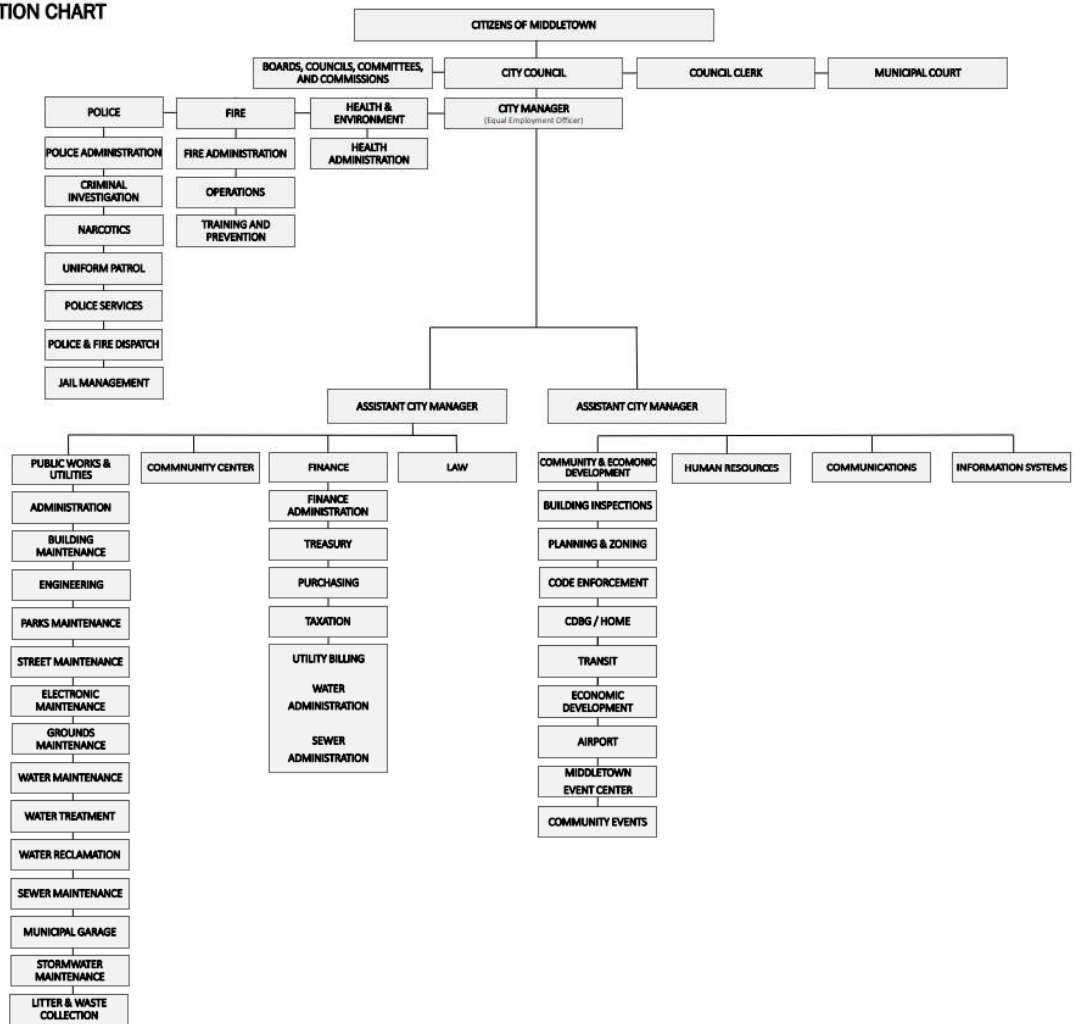 TION CHART
CITIZENS OF MIDDLETOWN
BOARDS, COUNCILS, COMMITTEES,
AND COMMISSIONS
CITY COUNCIL
COUNCIL CLERK
MUNICIPAL COURT
POLICE
FIRE
HEALTH &
ENVIRONMENT
CITY MANAGER
(Equal Employment Officer)
POLICE ADMINISTRATION
CRIMINAL
INVESTIGATION
NARCOTICS
UNIFORM PATROL
POLICE SERVICES
POLICE & FIRE DISPATCH
JAIL MANAGEMENT
FIRE ADMINISTRATION
OPERATIONS
TRAINING AND
PREVENTION
HEALTH
ADMINISTRATION
ASSISTANT CITY MANAGER
ASSISTANT CITY MANAGER
PUBLIC WORKS &
UTILITIES
ADMINISTRATION
BUILDING
MAINTENANCE
ENGINEERING
PARKS MAINTENANCE
STREET MAINTENANCE
ELECTRONIC
MAINTENANCE
GROUNDS
MAINTENANCE
WATER MAINTENANCE
WATER TREATMENT
WATER RECLAMATION
SEWER MAINTENANCE
MUNICIPAL GARAGE
STORMWATER
MAINTENANCE
LITTER & WASTE
COLLECTION
COMMNUNITY CENTER
FINANCE
FINANCE
ADMINISTRATION
TREASURY
PURCHASING
TAXATION
UTILITY BILLING
WATER
ADMINISTRATION
SEWER
ADMINISTRATION
LAW
COMMUNITY & ECOMONIC
DEVELOPMENT
BUILDING INSPECTIONS
PLANNING & ZONING
CODE ENFORCEMENT
CDBG / HOME
TRANSIT
ECONOMIC
DEVELOPMENT
AIRPORT
MIDDLETOWN
EVENT CENTER
COMMUNITY EVENTS
HUMAN RESOURCES
COMMUNICATIONS
INFORMATION SYSTEMS